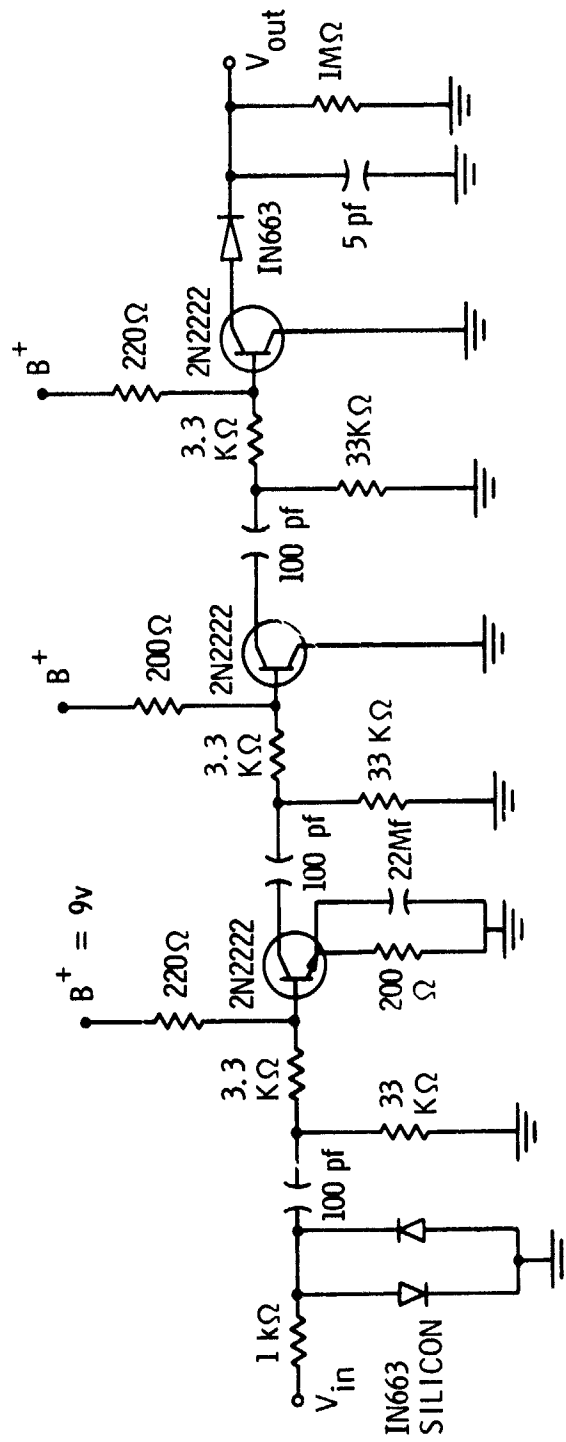 B⁺ = 9v
B⁺
B⁺
220Ω
200Ω
220Ω
2N2222
2N2222
2N2222
IN663
V_out
V_in
1 kΩ
100 pf
3.3
KΩ
100 pf
3.3
KΩ
100 pf
3.3
KΩ
IN663
SILICON
33
KΩ
200
Ω
22Mf
33 KΩ
33KΩ
5 pf
1MΩ